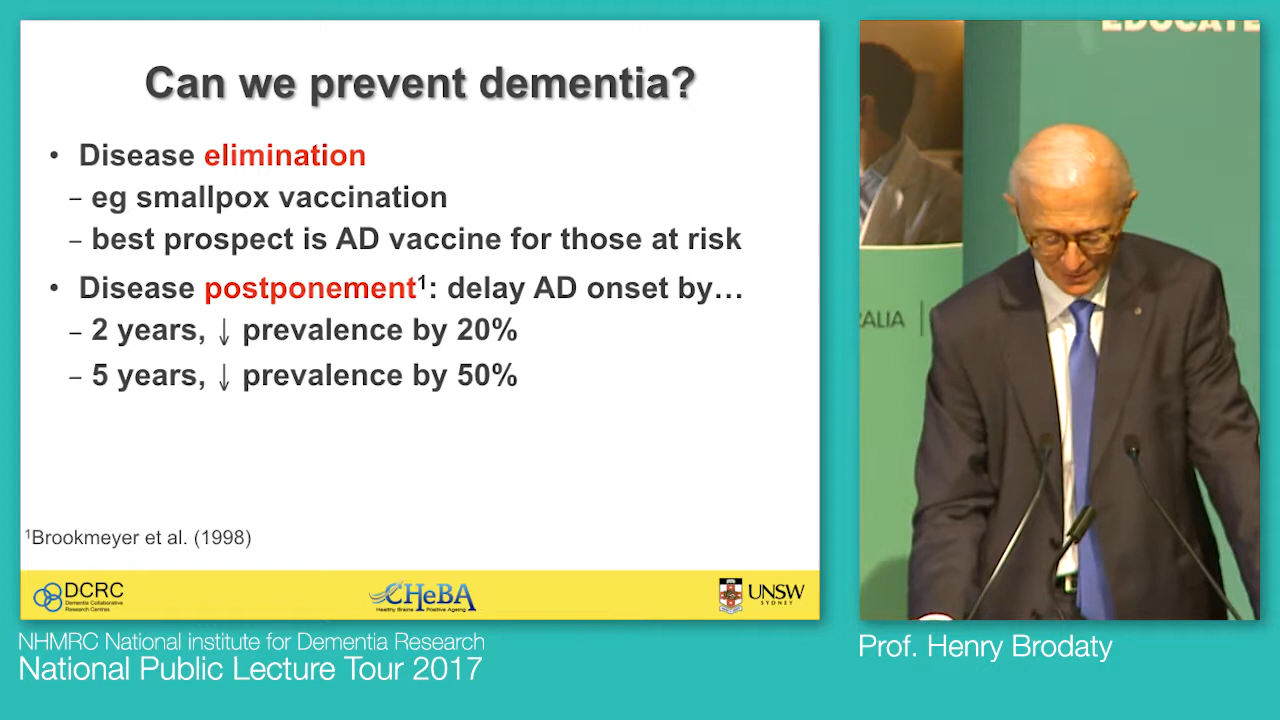 EDUCATE
Can we prevent dementia?
• Disease elimination
– eg smallpox vaccination
– best prospect is AD vaccine for those at risk
• Disease postponement¹: delay AD onset by…
– 2 years, ↓ prevalence by 20%
– 5 years, ↓ prevalence by 50%
ALIA
¹Brookmeyer et al. (1998)
DCRC
Dementia Collaborative
Research Centres
CHeBA
Healthy Brains Positive Ageing
UNSW
SYDNEY
NHMRC National institute for Dementia Research
National Public Lecture Tour 2017
Prof. Henry Brodaty